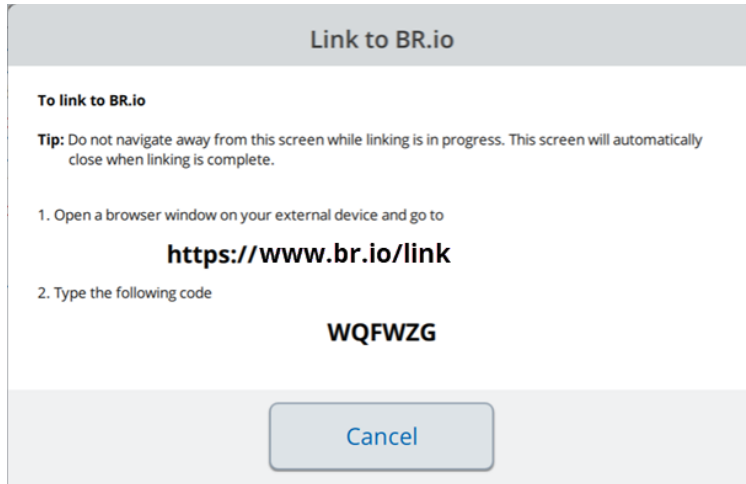 Link to BR.io
To link to BR.io
Tip: Do not navigate away from this screen while linking is in progress. This screen will automatically
close when linking is complete.
1. Open a browser window on your external device and go to
https://www.br.io/link
2. Type the following code
WQFWZG
Cancel